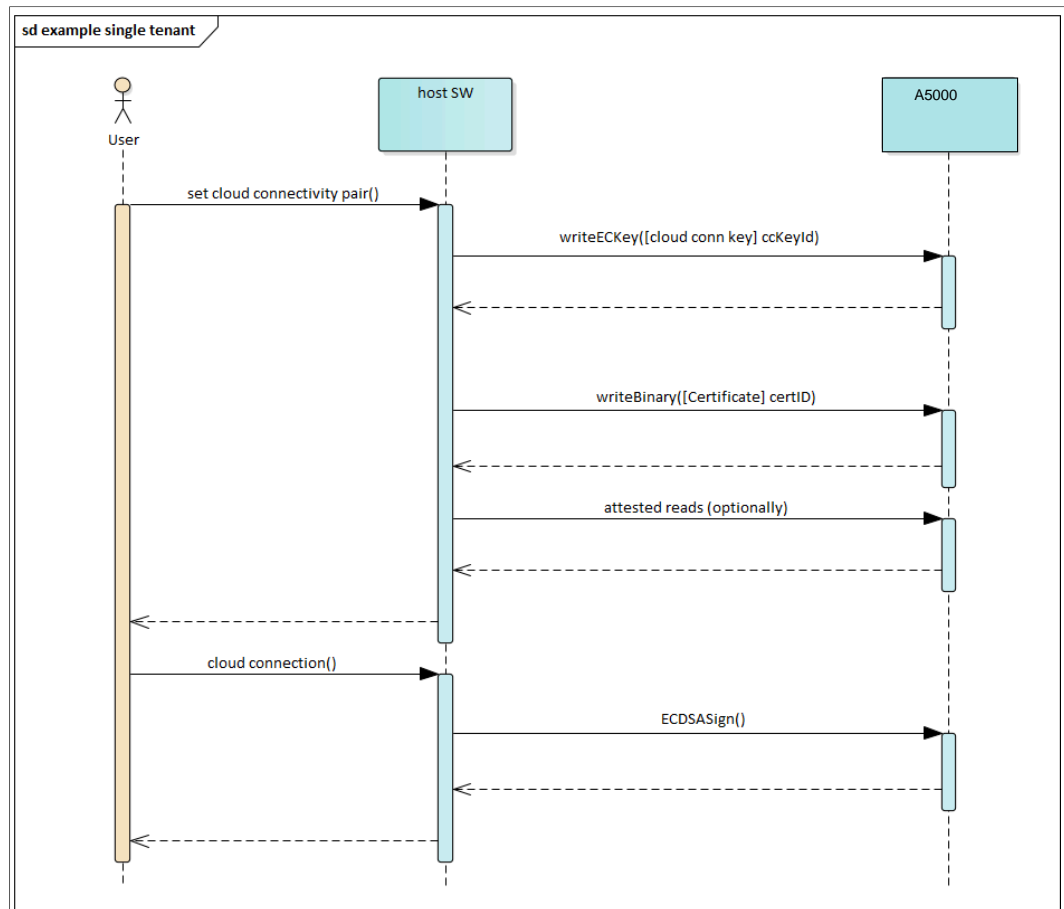 sd example single tenant
host SW
A5000
User
set cloud connectivity pair()
writeECKey([cloud conn key] ccKeyId)
writeBinary([Certificate] certID)
attested reads (optionally)
cloud connection()
ECDSASign()